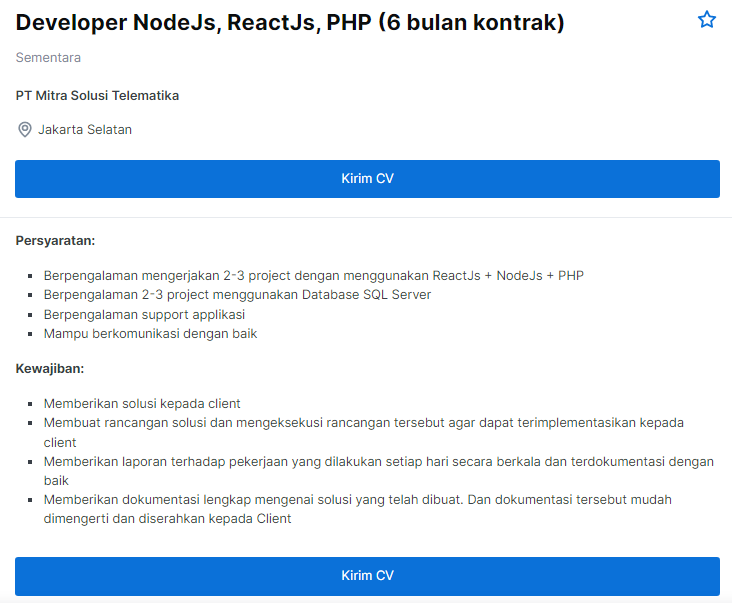 Developer NodeJs, ReactJs, PHP (6 bulan kontrak)
Sementara
PT Mitra Solusi Telematika
Jakarta Selatan
Kirim CV
Persyaratan:
Berpengalaman mengerjakan 2-3 project dengan menggunakan ReactJs + NodeJs + PHP
Berpengalaman 2-3 project menggunakan Database SQL Server
Berpengalaman support applikasi
Mampu berkomunikasi dengan baik
Kewajiban:
Memberikan solusi kepada client
Membuat rancangan solusi dan mengeksekusi rancangan tersebut agar dapat terimplementasikan kepada
client
Memberikan laporan terhadap pekerjaan yang dilakukan setiap hari secara berkala dan terdokumentasi dengan
baik
Memberikan dokumentasi lengkap mengenai solusi yang telah dibuat. Dan dokumentasi tersebut mudah
dimengerti dan diserahkan kepada Client
Kirim CV